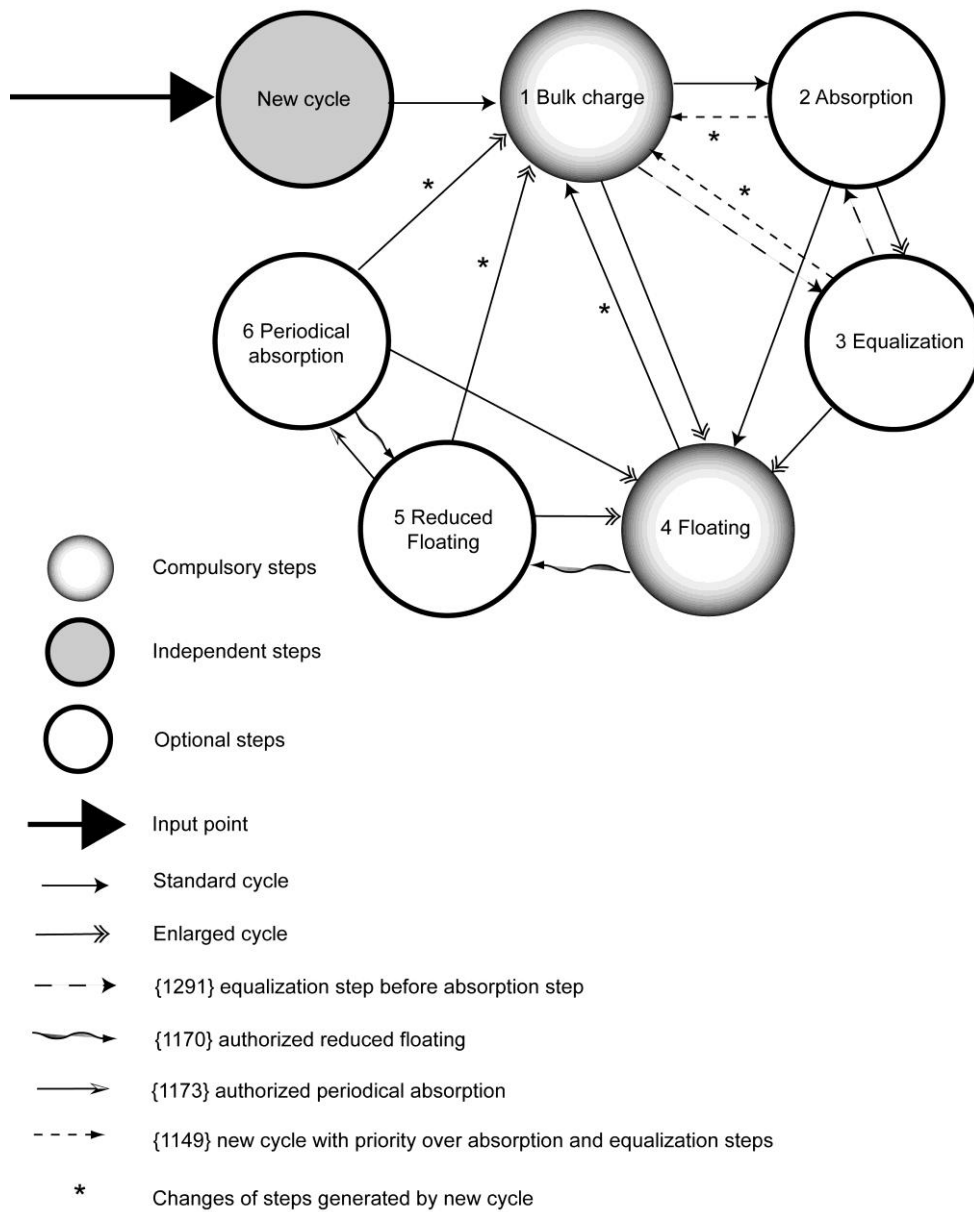 New cycle
1 Bulk charge
2 Absorption
*
*
*
*
*
6 Periodical
absorption
3 Equalization
5 Reduced
Floating
4 Floating
Compulsory steps
Independent steps
Optional steps
Input point
Standard cycle
Enlarged cycle
{1291} equalization step before absorption step
{1170} authorized reduced floating
{1173} authorized periodical absorption
{1149} new cycle with priority over absorption and equalization steps
* Changes of steps generated by new cycle